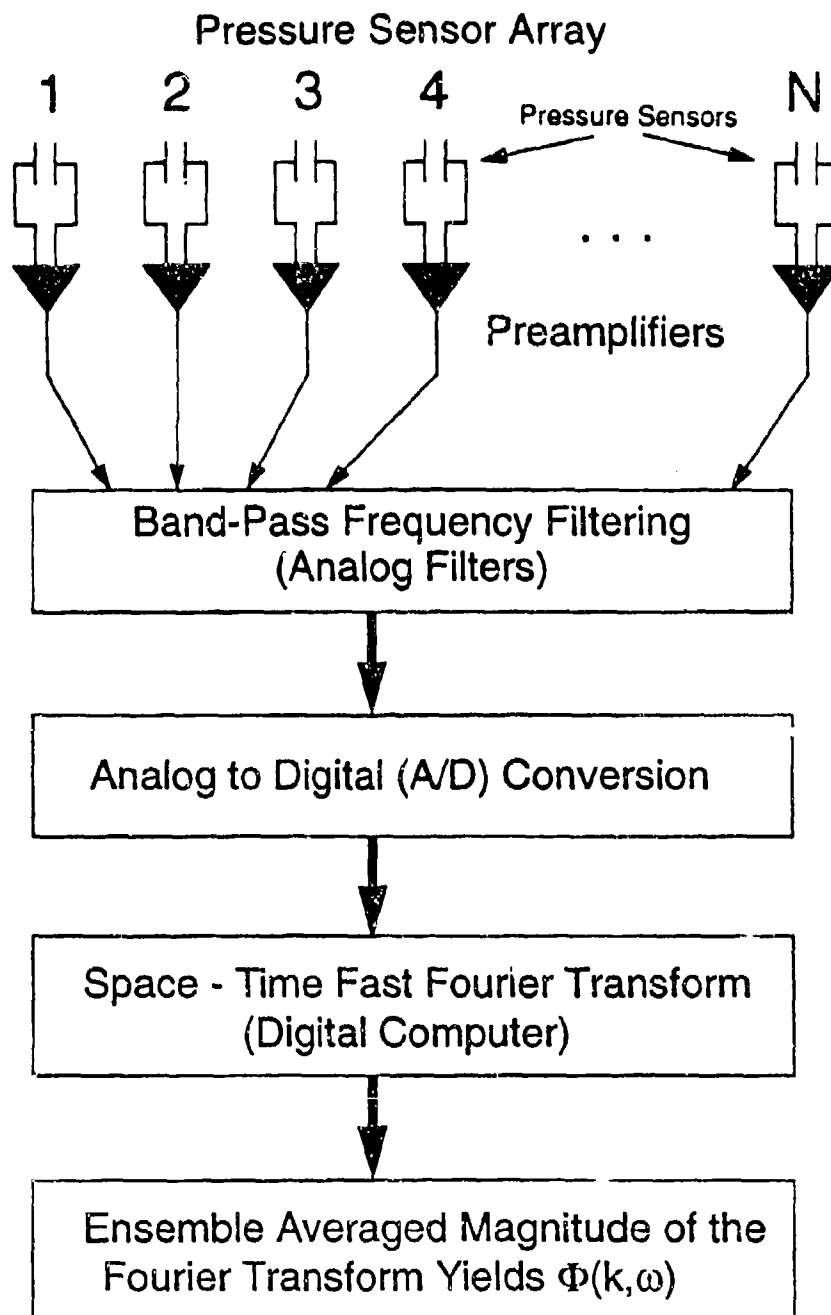 Pressure Sensor Array
1 2 3 4 N
Pressure Sensors
. . .
Preamplifiers
Band-Pass Frequency Filtering
(Analog Filters)
Analog to Digital (A/D) Conversion
Space - Time Fast Fourier Transform
(Digital Computer)
Ensemble Averaged Magnitude of the
Fourier Transform Yields Φ(k,ω)